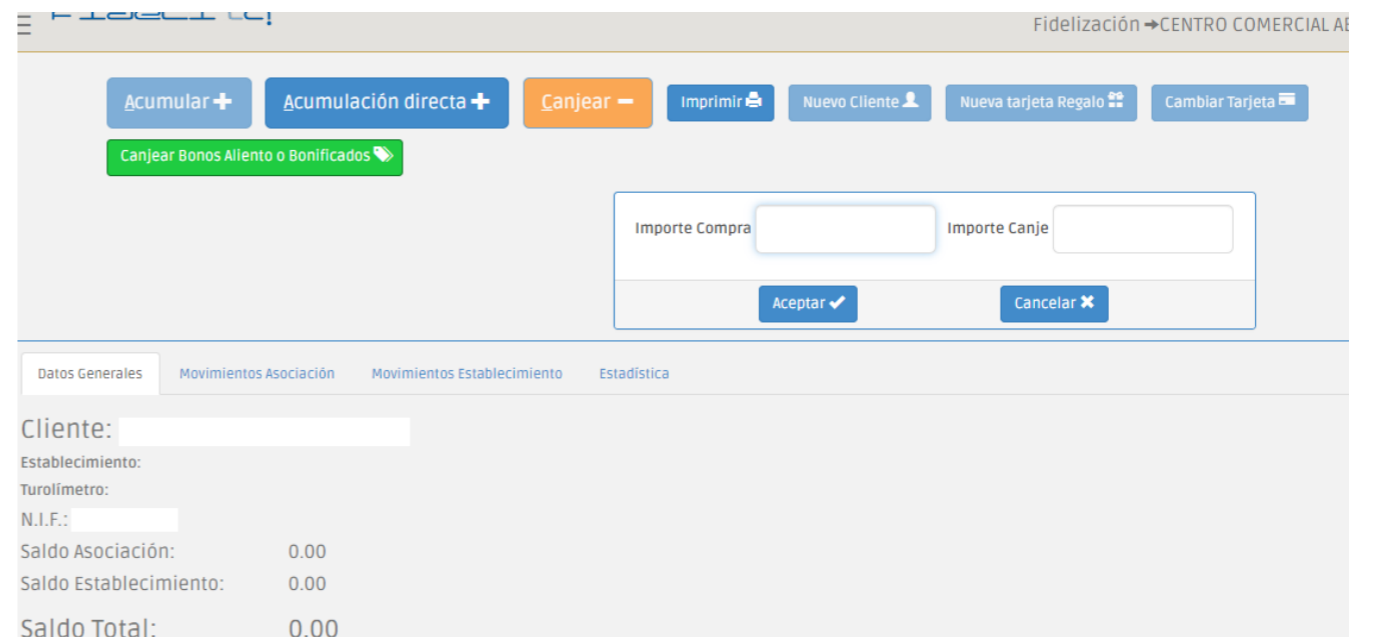 Fidelización ➔CENTRO COMERCIAL
Acumular + Acumulación directa + Canjear − Imprimir Nuevo Cliente Nueva tarjeta Regalo Cambiar Tarjeta
Canjear Bonos Aliento o Bonificados
Importe Compra Importe Canje
Aceptar ✔ Cancelar ✖
Datos Generales Movimientos Asociación Movimientos Establecimiento Estadística
Cliente:
Establecimiento:
Turolímetro:
N.I.F.:
Saldo Asociación: 0.00
Saldo Establecimiento: 0.00
Saldo Total: 0.00